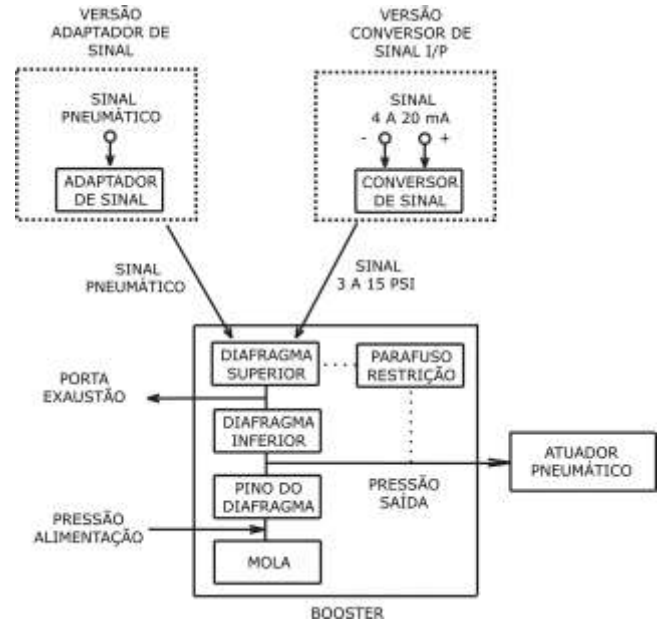 VERSÃO
ADAPTADOR DE
SINAL
VERSÃO
CONVERSOR DE
SINAL I/P
SINAL
PNEUMÁTICO
ADAPTADOR
DE SINAL
SINAL
4 A 20 mA
- +
CONVERSOR
DE SINAL
SINAL
PNEUMÁTICO
SINAL
3 A 15 PSI
DIAFRAGMA
SUPERIOR
PARAFUSO
RESTRIÇÃO
PORTA
EXAUSTÃO
DIAFRAGMA
INFERIOR
ATUADOR
PNEUMÁTICO
PINO DO
DIAFRAGMA
PRESSÃO
SAÍDA
PRESSÃO
ALIMENTAÇÃO
MOLA
BOOSTER